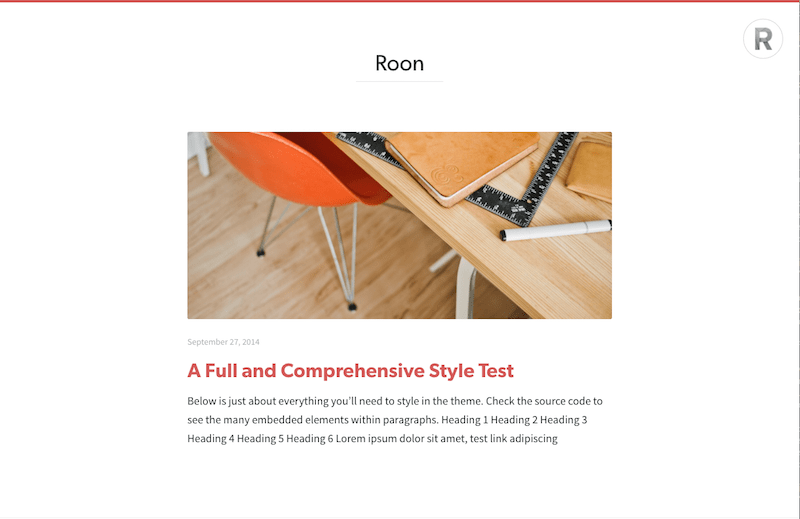 R
Roon
September 27, 2014
A Full and Comprehensive Style Test
Below is just about everything you'll need to style in the theme. Check the source code to
see the many embedded elements within paragraphs. Heading 1 Heading 2 Heading 3
Heading 4 Heading 5 Heading 6 Lorem ipsum dolor sit amet, test link adipiscing